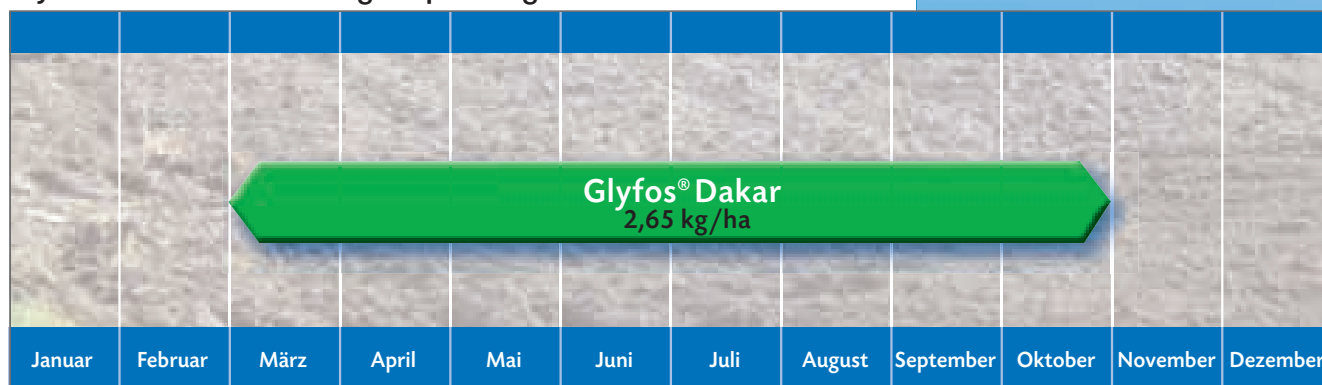 Glyfos® Dakar
2,65 kg/ha
Januar Februar März April Mai Juni Juli August September Oktober November Dezember